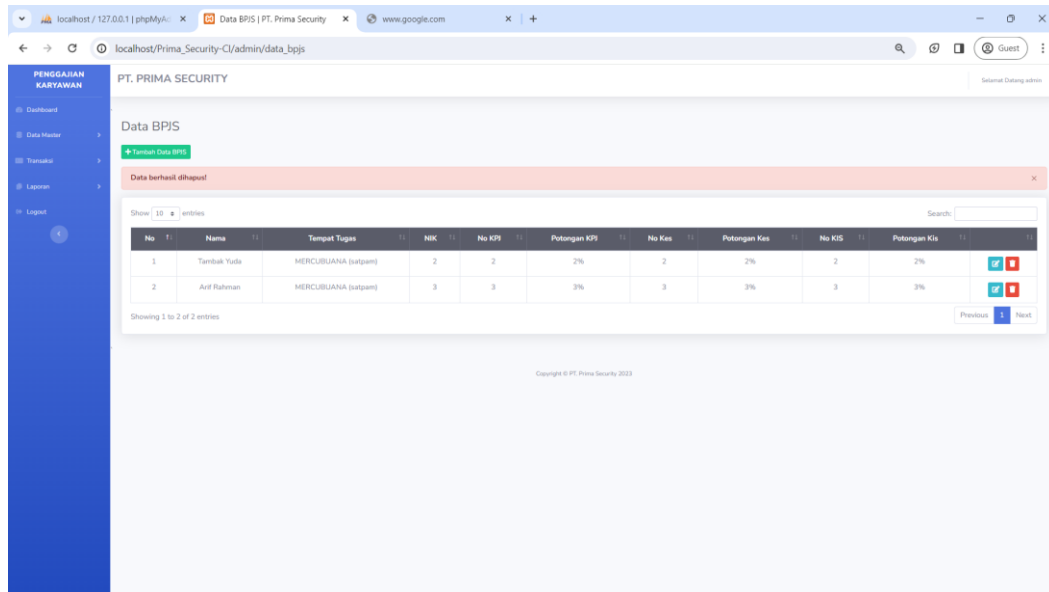 localhost / 127.0.0.1 | phpMyAd
Data BPJS | PT. Prima Security
www.google.com
localhost/Prima_Security-CI/admin/data_bpjs
Guest
PENGGAJIAN
KARYAWAN
PT. PRIMA SECURITY
Selamat Datang admin
Dashboard
Data Master
Transaksi
Laporan
Logout
Data BPJS
+ Tambah Data BPJS
Data berhasil dihapus! ×
Show 10 entries Search:
No Nama Tempat Tugas NIK No KPJ Potongan KPJ No Kes Potongan Kes No KIS Potongan Kis
1 Tambak Yuda MERCUBUANA (satpam) 2 2 2% 2 2% 2 2%
2 Arif Rahman MERCUBUANA (satpam) 3 3 3% 3 3% 3 3%
Showing 1 to 2 of 2 entries
Previous 1 Next
Copyright © PT. Prima Security 2023